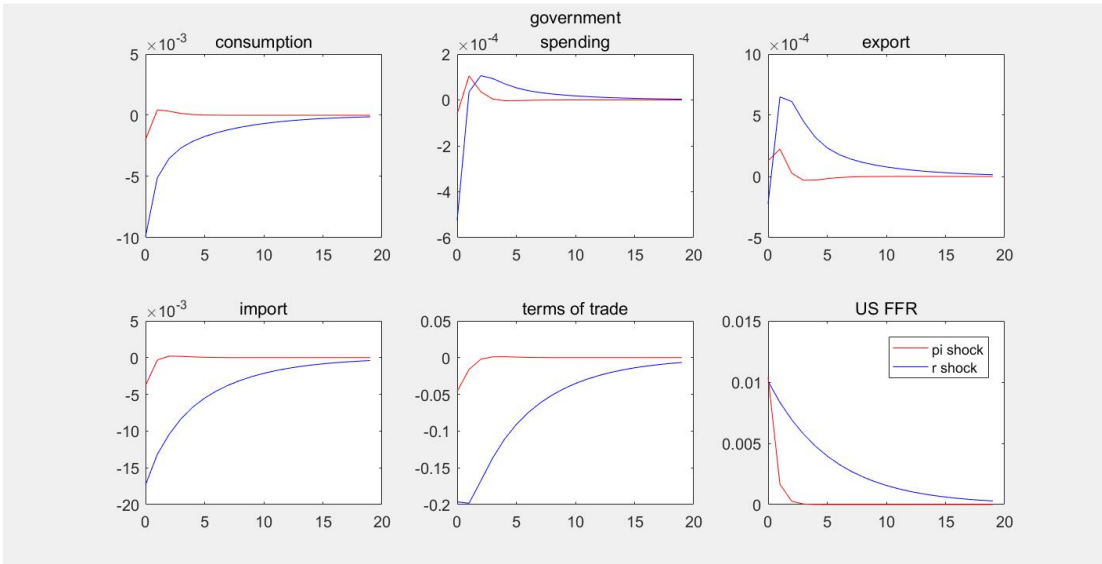 government
×10⁻³ consumption
5
0
-5
-10
0 5 10 15 20
×10⁻⁴ spending
2
0
-2
-4
-6
0 5 10 15 20
×10⁻⁴ export
10
5
0
-5
0 5 10 15 20
×10⁻³ import
5
0
-5
-10
-15
-20
0 5 10 15 20
terms of trade
0.05
0
-0.05
-0.1
-0.15
-0.2
0 5 10 15 20
US FFR
0.015
0.01
0.005
0
0 5 10 15 20
pi shock
r shock